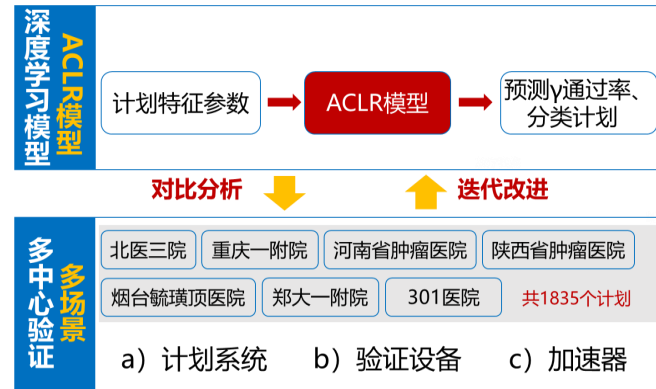 深度学习模型
ACLR模型
计划特征参数
ACLR模型
预测γ通过率、
分类计划
对比分析
迭代改进
多中心验证
多场景
北医三院
重庆一附院
河南省肿瘤医院
陕西省肿瘤医院
烟台毓璜顶医院
郑大一附院
301医院
共1835个计划
a）计划系统
b）验证设备
c）加速器